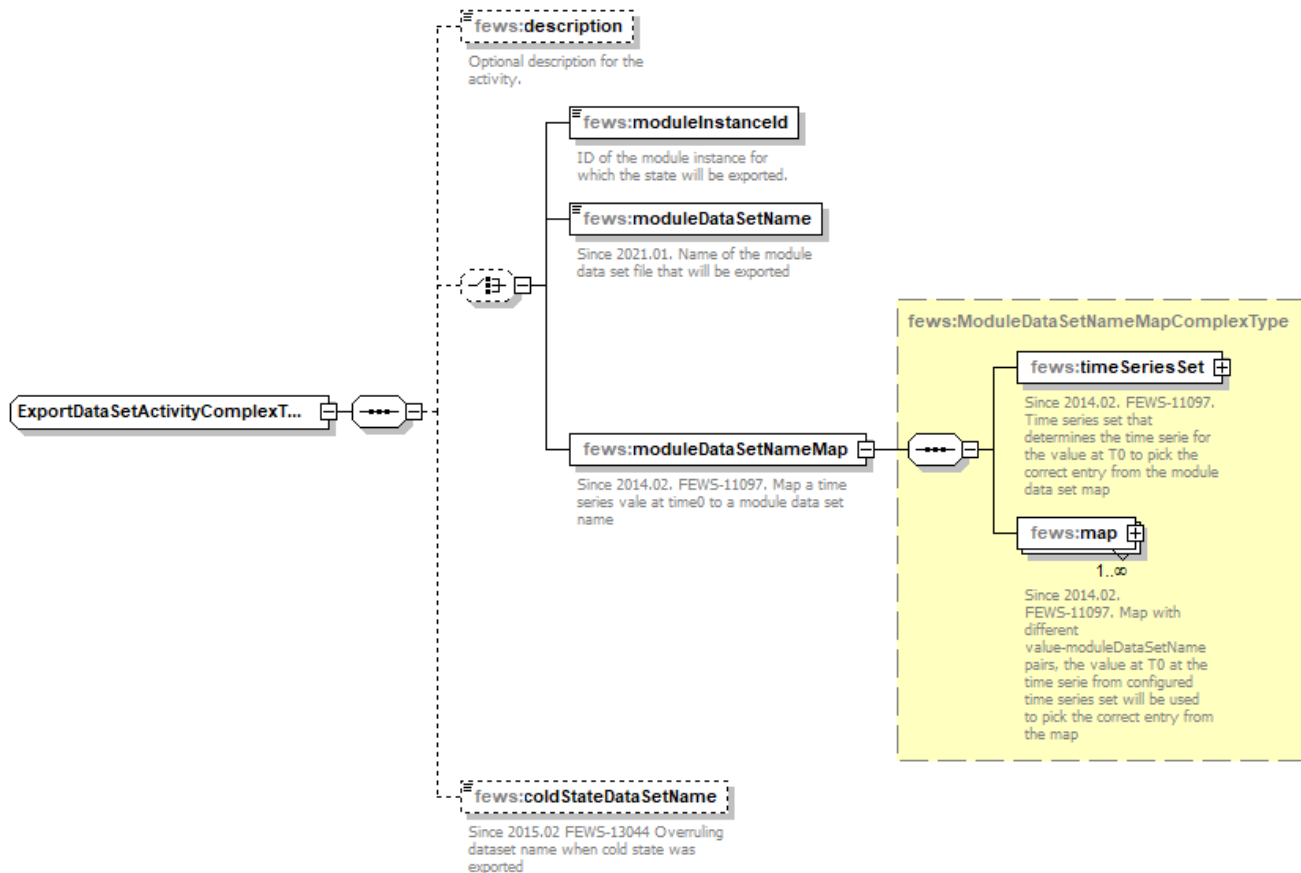 fews:description
Optional description for the
activity.
fews:moduleInstanceId
ID of the module instance for
which the state will be exported.
fews:moduleDataSetName
Since 2021.01. Name of the module
data set file that will be exported
fews:ModuleDataSetNameMapComplexType
fews:timeSeriesSet
Since 2014.02. FEWS-11097.
Time series set that
determines the time serie for
the value at T0 to pick the
correct entry from the module
data set map
ExportDataSetActivityComplexT...
fews:moduleDataSetNameMap
Since 2014.02. FEWS-11097. Map a time
series vale at time0 to a module data set
name
fews:map
1..∞
Since 2014.02.
FEWS-11097. Map with
different
value-moduleDataSetName
pairs, the value at T0 at the
time serie from configured
time series set will be used
to pick the correct entry from
the map
fews:coldStateDataSetName
Since 2015.02 FEWS-13044 Overruling
dataset name when cold state was
exported